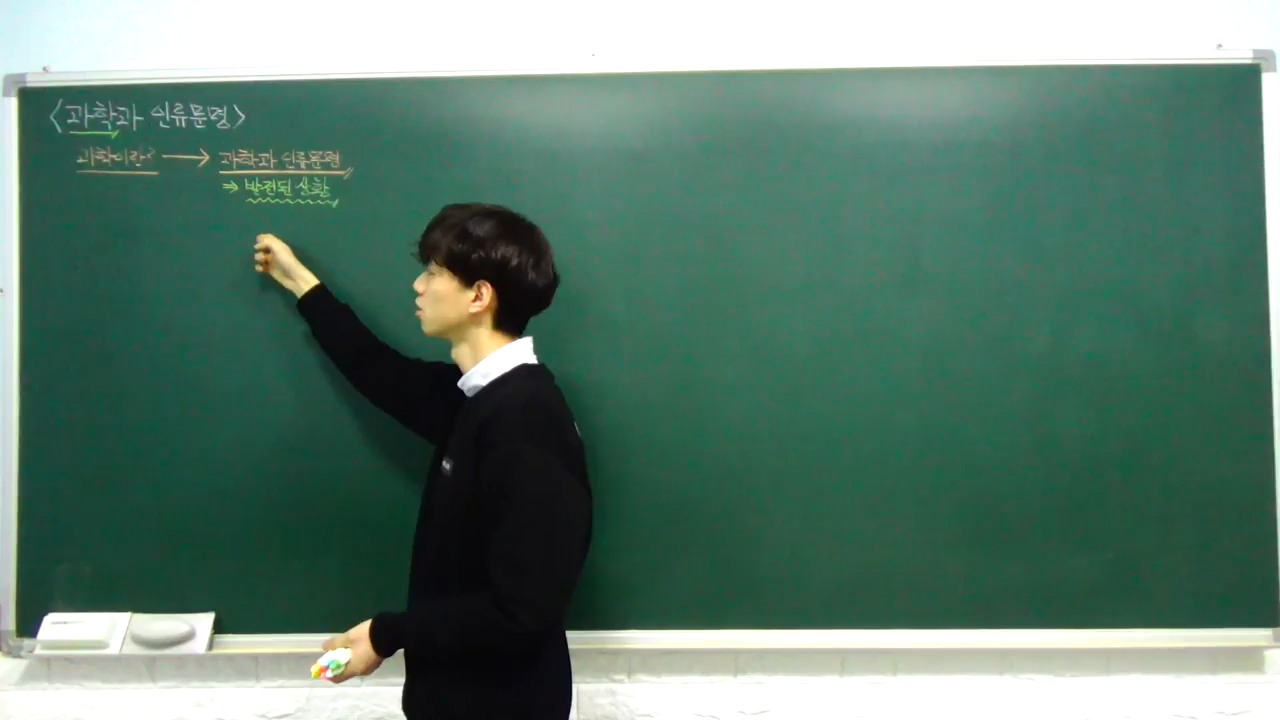 <과학과 인류문명>
과학이란? → 과학과 인류문명
⇒ 발전된 상황